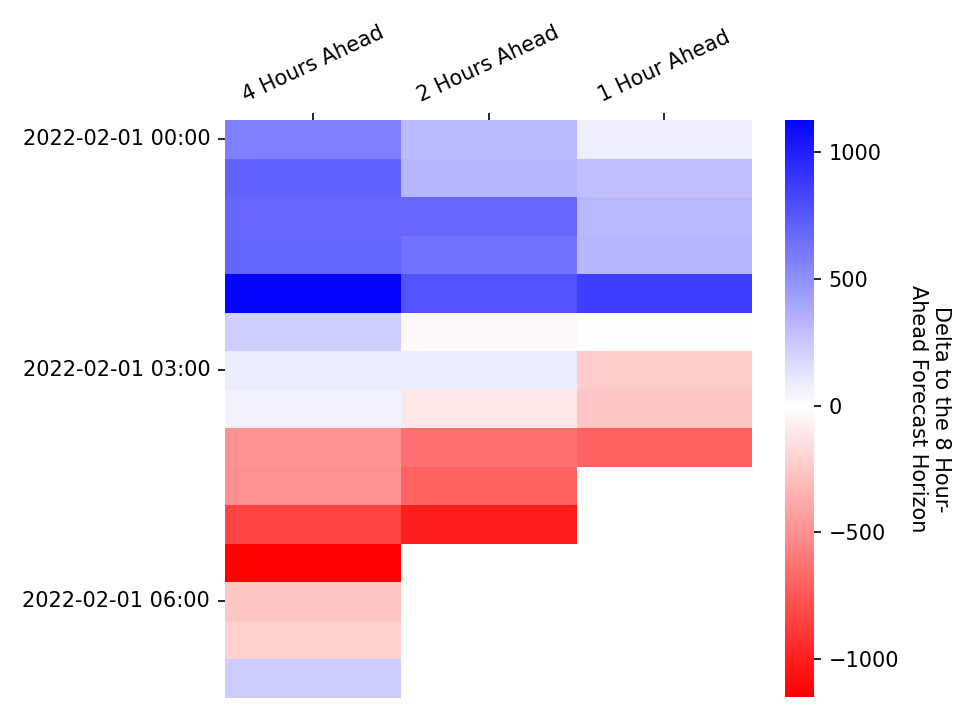 4 Hours Ahead
2 Hours Ahead
1 Hour Ahead
2022-02-01 00:00
2022-02-01 03:00
2022-02-01 06:00
1000
500
0
−500
−1000
Delta to the 8 Hour-
Ahead Forecast Horizon